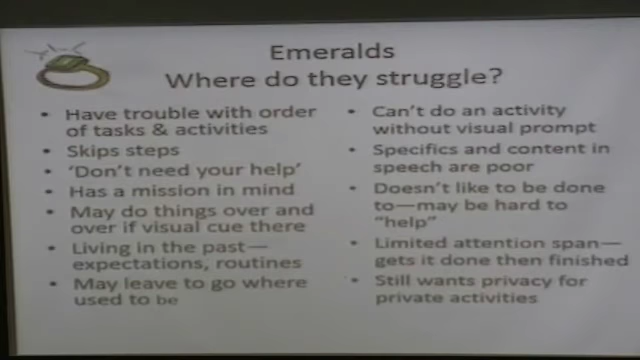 Emeralds
Where do they struggle?
• Have trouble with order
of tasks & activities
• Skips steps
• 'Don't need your help'
• Has a mission in mind
• May do things over and
over if visual cue there
• Living in the past—
expectations, routines
• May leave to go where
used to be
• Can't do an activity
without visual prompt
• Specifics and content in
speech are poor
• Doesn't like to be done
to—may be hard to
"help"
• Limited attention span—
gets it done then finished
• Still wants privacy for
private activities